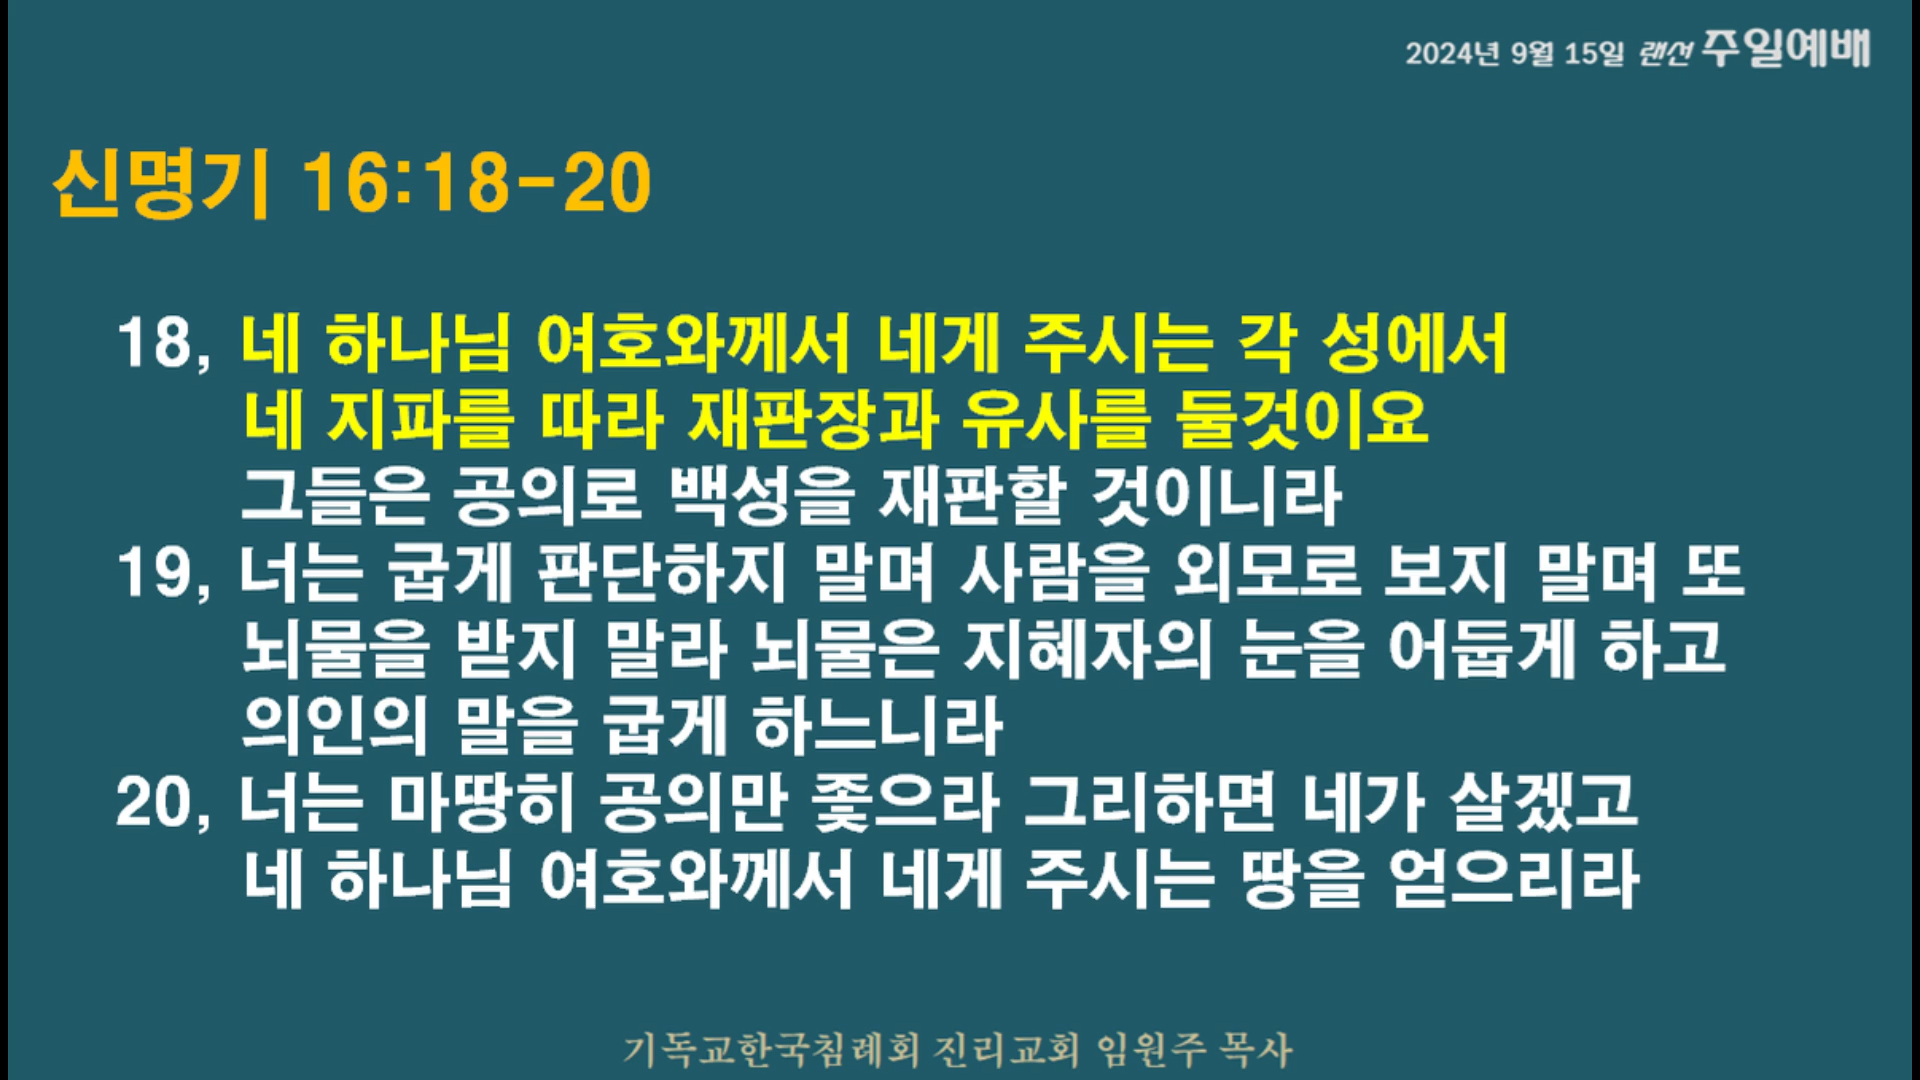 2024년 9월 15일 랜선 주일예배
신명기 16:18-20
18, 네 하나님 여호와께서 네게 주시는 각 성에서
네 지파를 따라 재판장과 유사를 둘것이요
그들은 공의로 백성을 재판할 것이니라
19, 너는 굽게 판단하지 말며 사람을 외모로 보지 말며 또
뇌물을 받지 말라 뇌물은 지혜자의 눈을 어둡게 하고
의인의 말을 굽게 하느니라
20, 너는 마땅히 공의만 좇으라 그리하면 네가 살겠고
네 하나님 여호와께서 네게 주시는 땅을 얻으리라
기독교한국침례회 진리교회 임원주 목사